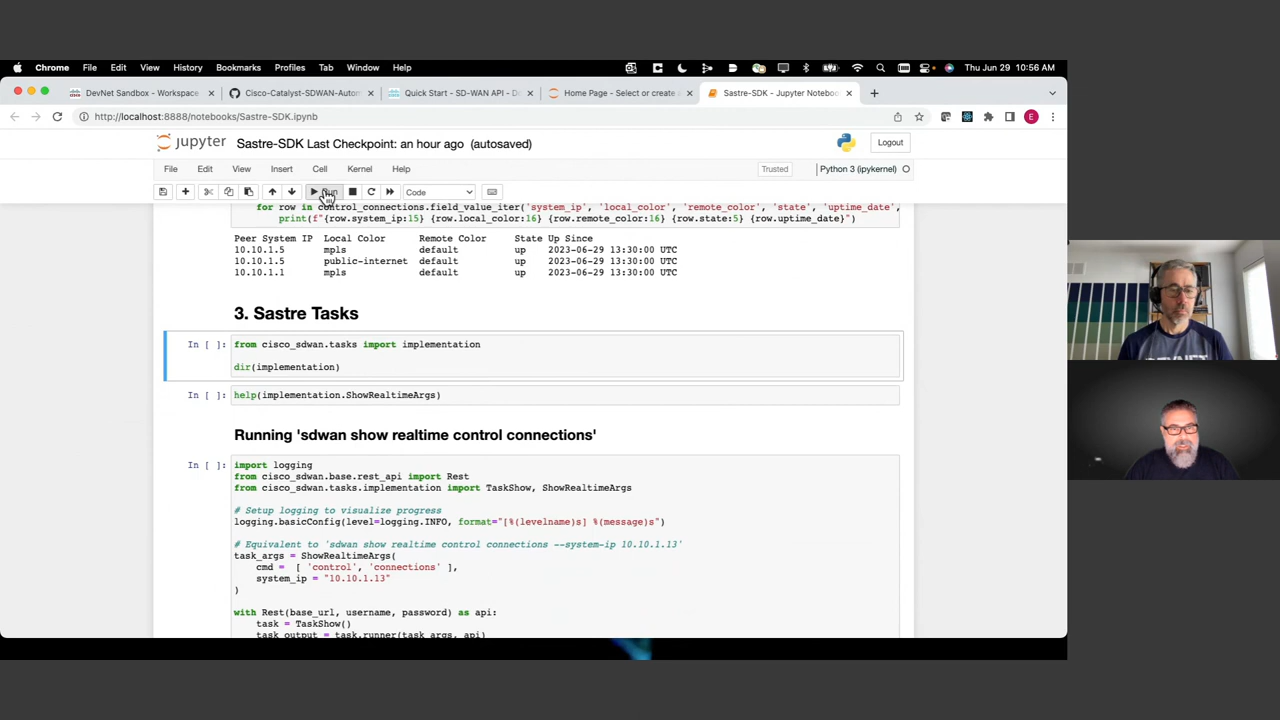 Chrome File Edit View History Bookmarks Profiles Tab Window Help Thu Jun 29 10:56 AM
DevNet Sandbox - Workspace Cisco-Catalyst-SDWAN-Autom Quick Start - SD-WAN API - D Home Page - Select or create a Sastre-SDK - Jupyter Notebook
http://localhost:8888/notebooks/Sastre-SDK.ipynb E
jupyter Sastre-SDK Last Checkpoint: an hour ago (autosaved) Logout
File Edit View Insert Cell Kernel Help Trusted Python 3 (ipykernel)
Run Code
for row in control_connections.field_value_iter('system_ip', 'local_color', 'remote_color', 'state', 'uptime_date',
print(f"{row.system_ip:15} {row.local_color:16} {row.remote_color:16} {row.state:5} {row.uptime_date}")
Peer System IP Local Color Remote Color State Up Since
10.10.1.5 mpls default up 2023-06-29 13:30:00 UTC
10.10.1.5 public-internet default up 2023-06-29 13:30:00 UTC
10.10.1.1 mpls default up 2023-06-29 13:30:00 UTC
3. Sastre Tasks
In [ ]: from cisco_sdwan.tasks import implementation
dir(implementation)
In [ ]: help(implementation.ShowRealtimeArgs)
Running 'sdwan show realtime control connections'
In [ ]: import logging
from cisco_sdwan.base.rest_api import Rest
from cisco_sdwan.tasks.implementation import TaskShow, ShowRealtimeArgs
# Setup logging to visualize progress
logging.basicConfig(level=logging.INFO, format="[%(levelname)s] %(message)s")
# Equivalent to 'sdwan show realtime control connections --system-ip 10.10.1.13'
task_args = ShowRealtimeArgs(
cmd = [ 'control', 'connections' ],
system_ip = "10.10.1.13"
)
with Rest(base_url, username, password) as api:
task = TaskShow()
task_output = task.runner(task_args, api)